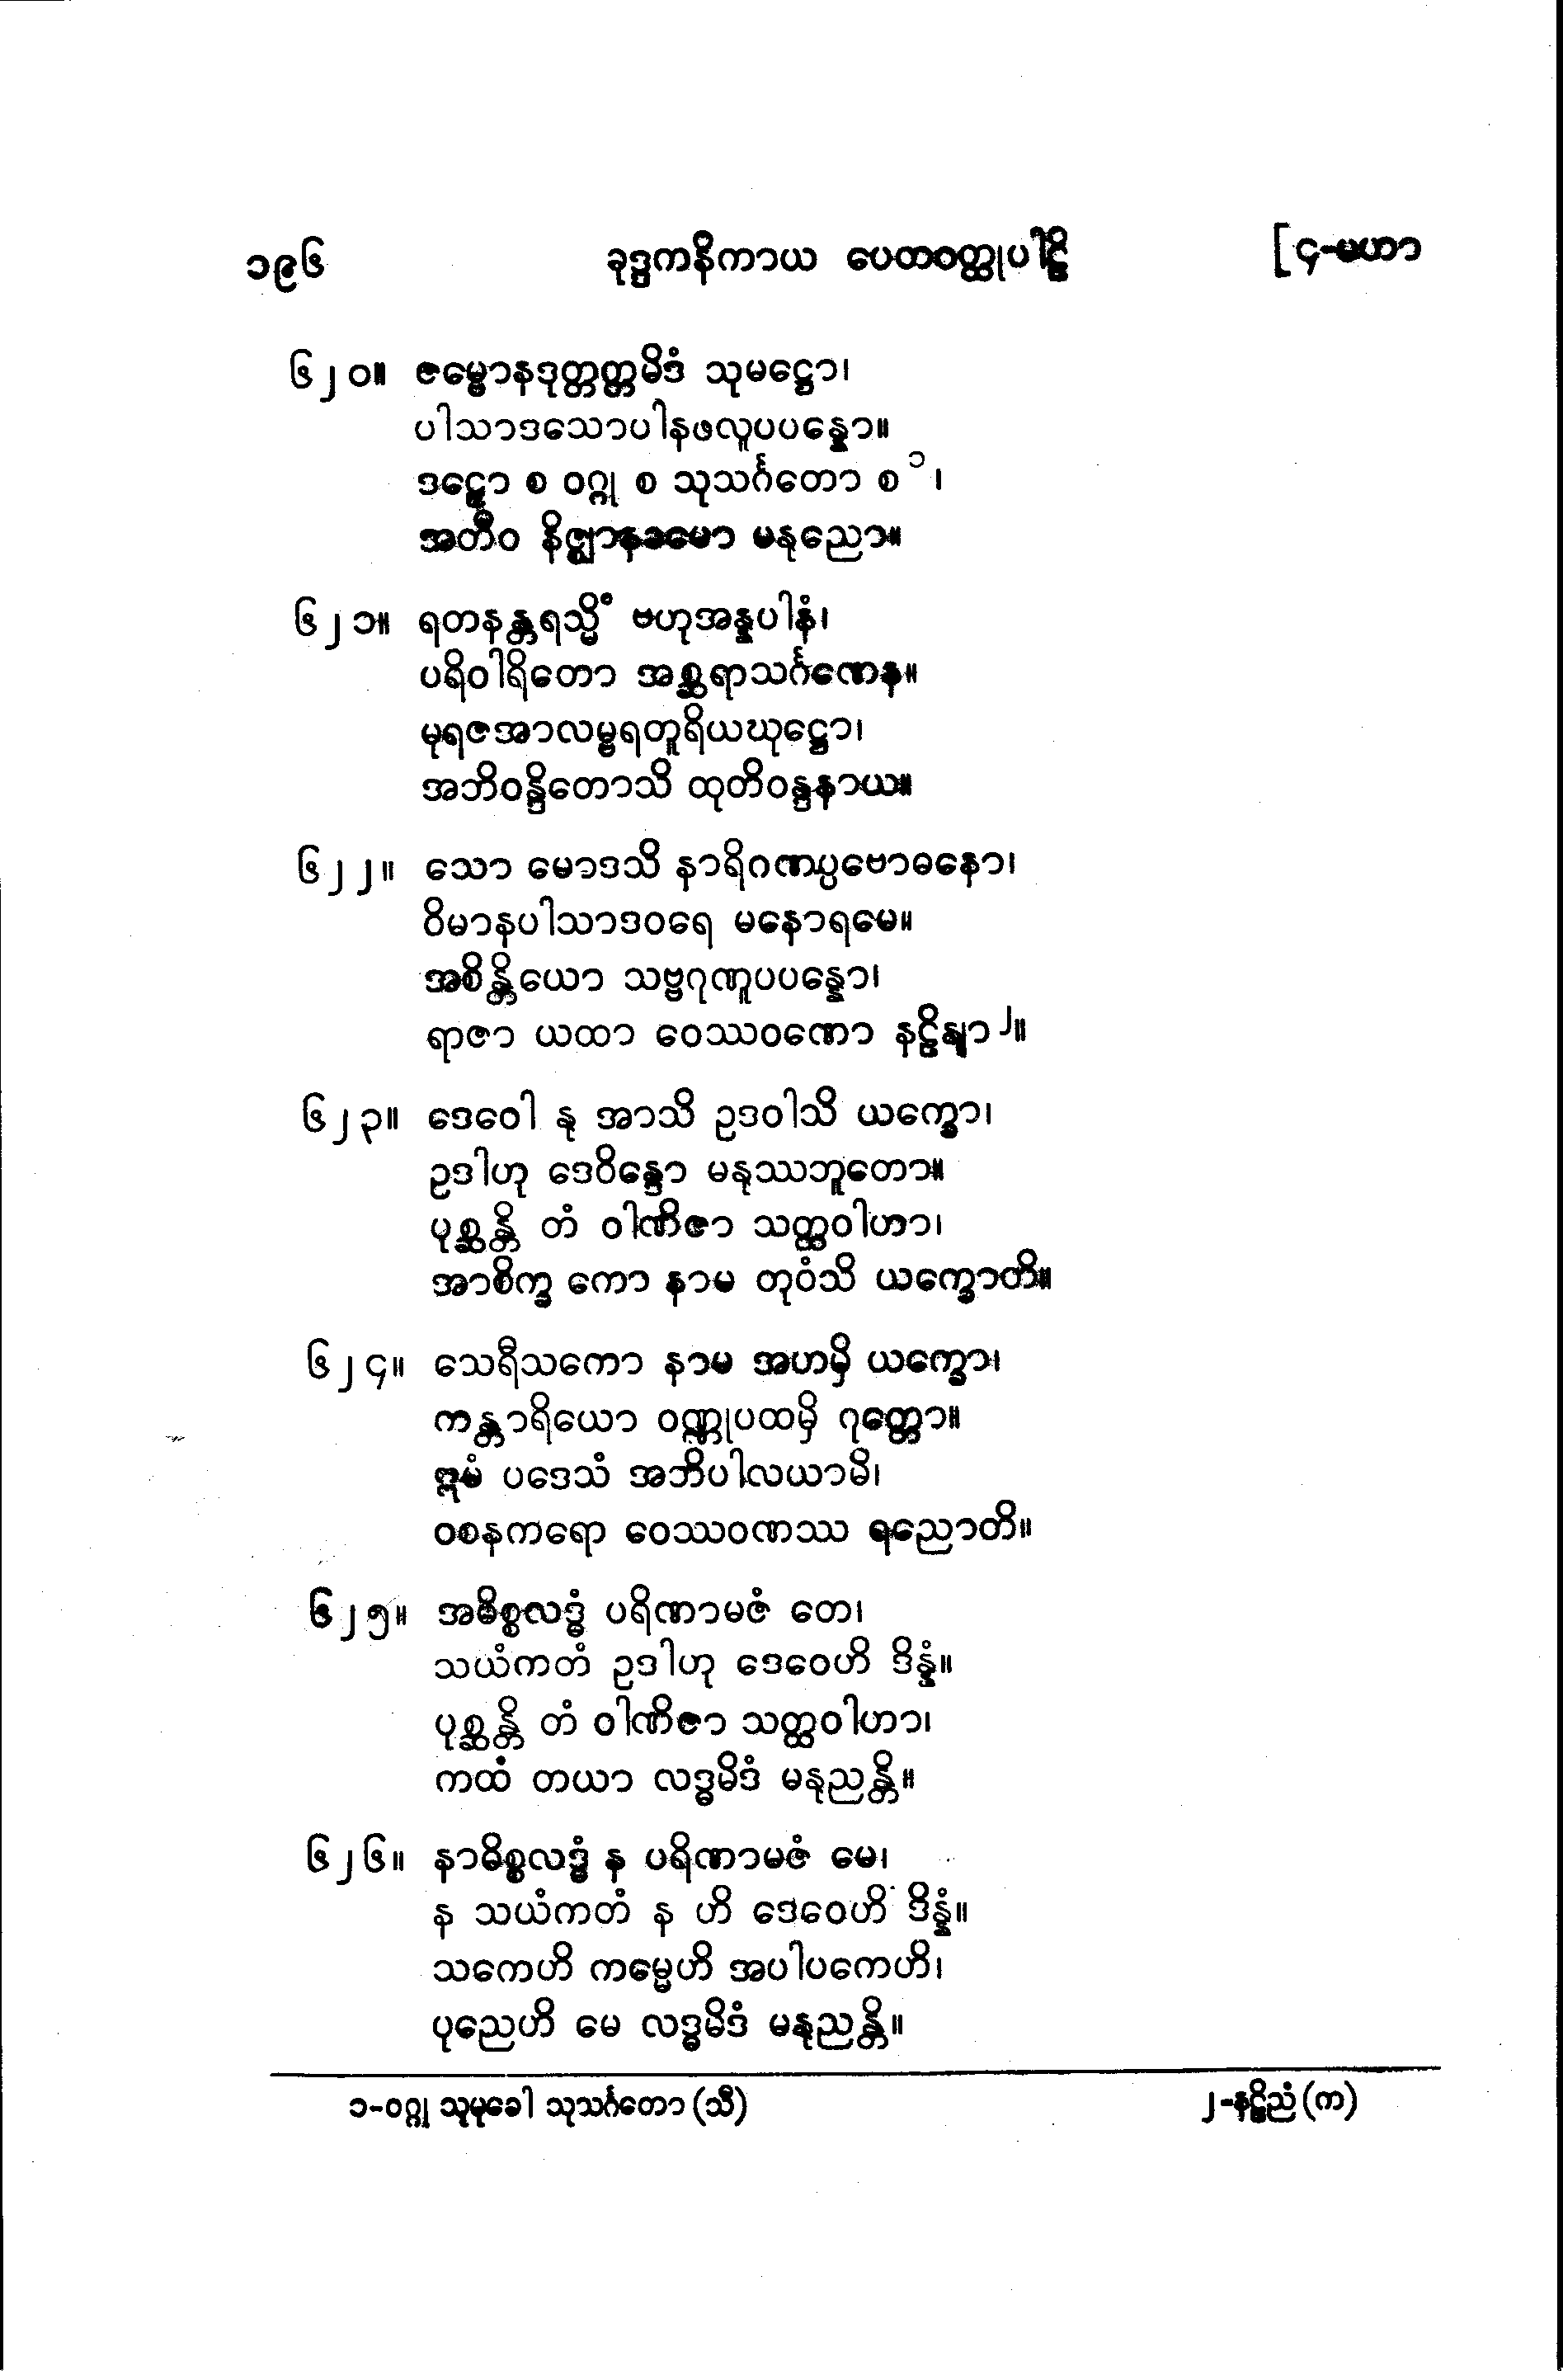 ၁၉၆ ခုဒ္ဒကနိကာယ ပေတဝတ္ထုပါဠိ [၄-မဟာ
၆၂၀။ ဇမ္ဗောနဒုတ္တတ္တမိဒံ သုမဋ္ဌော၊
ပါသာဒသောပါနဖလူပပန္နော။
ဒဠှော စ ဝဂ္ဂု စ သုသင်္ဂတော စ ၁၊
အတီဝ နိဇ္ဈာနခမော မနုညော။
၆၂၁။ ရတနန္တရသ္မိံ ဗဟုအန္နပါနံ၊
ပရိဝါရိတော အစ္ဆရာသင်္ဂဏေန။
မုရဇအာလမ္ဗရတူရိယဃုဋ္ဌော၊
အဘိဝန္ဒိတောသိ ထုတိဝန္ဒနာယ။
၆၂၂။ သော မောဒသိ နာရိဂဏပ္ပဗောဓနော၊
ဝိမာနပါသာဒဝရေ မနောရမေ။
အစိန္တိယော သဗ္ဗဂုဏူပပန္နော၊
ရာဇာ ယထာ ဝေဿဝဏော နဠိနျာ ၂။
၆၂၃။ ဒေဝေါ နု အာသိ ဥဒဝါသိ ယက္ခော၊
ဥဒါဟု ဒေဝိန္ဒော မနုဿဘူတော။
ပုစ္ဆန္တိ တံ ဝါဏိဇာ သတ္ထဝါဟာ၊
အာစိက္ခ ကော နာမ တုဝံသိ ယက္ခောတိ။
၆၂၄။ သေရီသကော နာမ အဟမှိ ယက္ခော၊
ကန္တာရိယော ဝဏ္ဏုပထမှိ ဂုတ္တော။
ဣမံ ပဒေသံ အဘိပါလယာမိ၊
ဝစနကရော ဝေဿဝဏဿ ရညောတိ။
၆၂၅။ အဓိစ္စလဒ္ဓံ ပရိဏာမဇံ တေ၊
သယံကတံ ဥဒါဟု ဒေဝေဟိ ဒိန္နံ။
ပုစ္ဆန္တိ တံ ဝါဏိဇာ သတ္ထဝါဟာ၊
ကထံ တယာ လဒ္ဓမိဒံ မနုညန္တိ။
၆၂၆။ နာဓိစ္စလဒ္ဓံ န ပရိဏာမဇံ မေ၊
န သယံကတံ န ဟိ ဒေဝေဟိ ဒိန္နံ။
သကေဟိ ကမ္မေဟိ အပါပကေဟိ၊
ပုညေဟိ မေ လဒ္ဓမိဒံ မနုညန္တိ။
၁-ဝဂ္ဂု သုမုခေါ သုသင်္ဂတော (သီ) ၂-နဠိညံ (က)